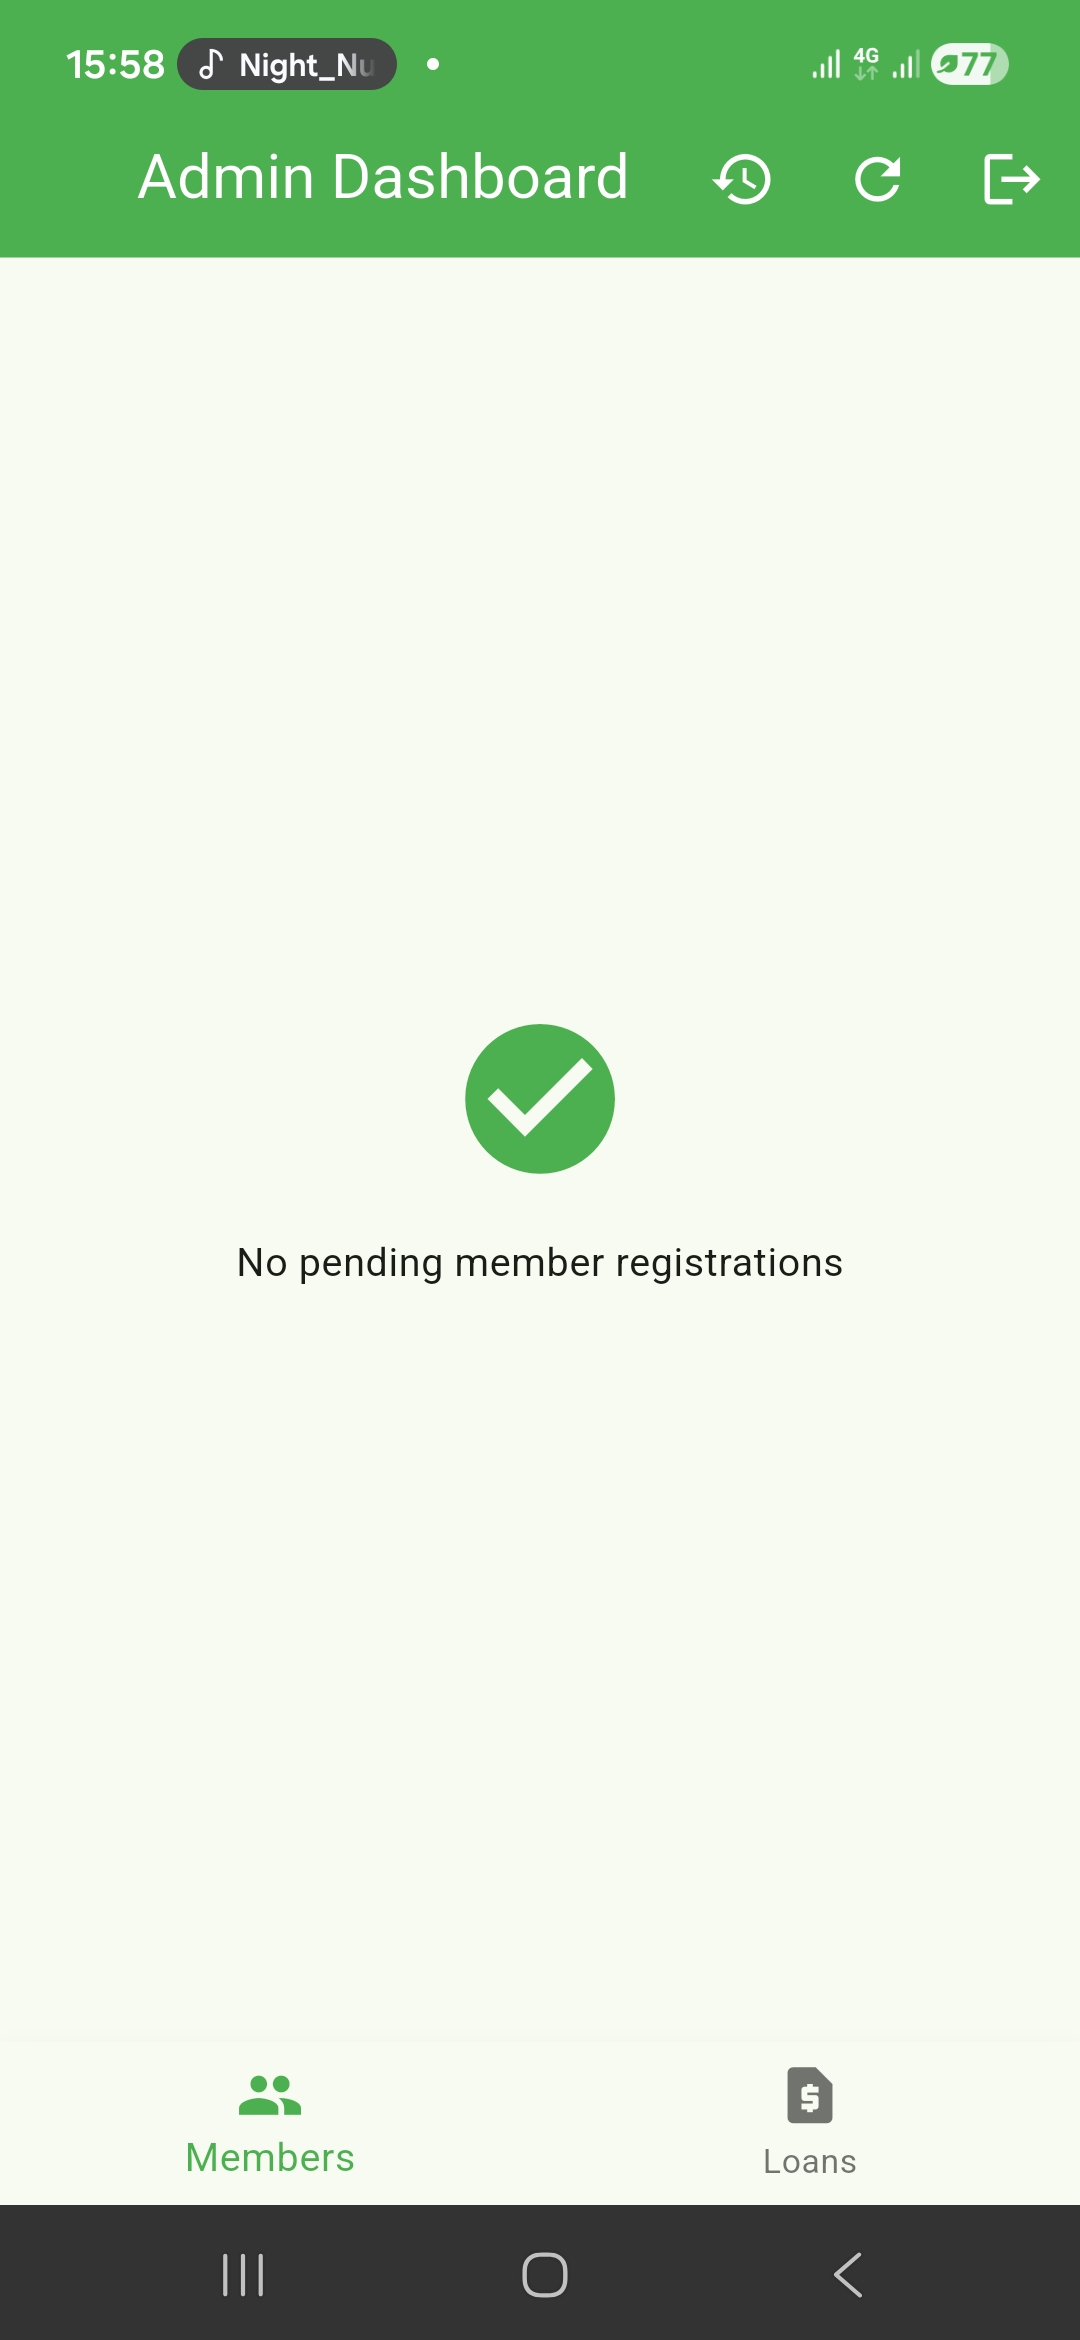 15:58 Night_Nu 4G 77
Admin Dashboard
No pending member registrations
Members
Loans